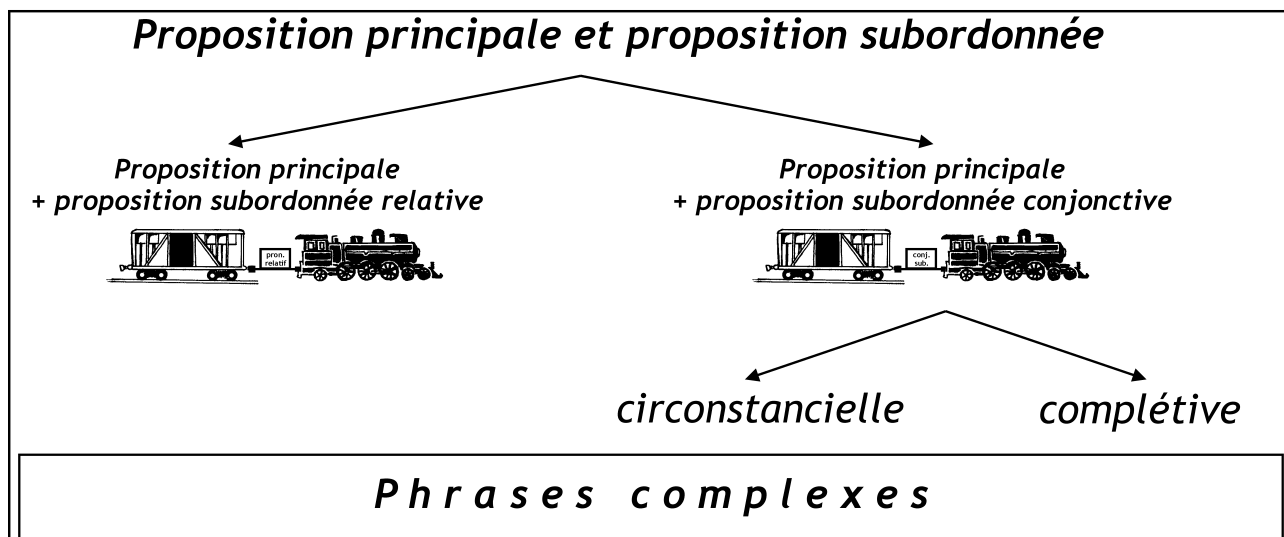 Proposition principale et proposition subordonnée
Proposition principale
+ proposition subordonnée relative
pron.
relatif
Proposition principale
+ proposition subordonnée conjonctive
conj.
sub.
circonstancielle
complétive
Phrases complexes